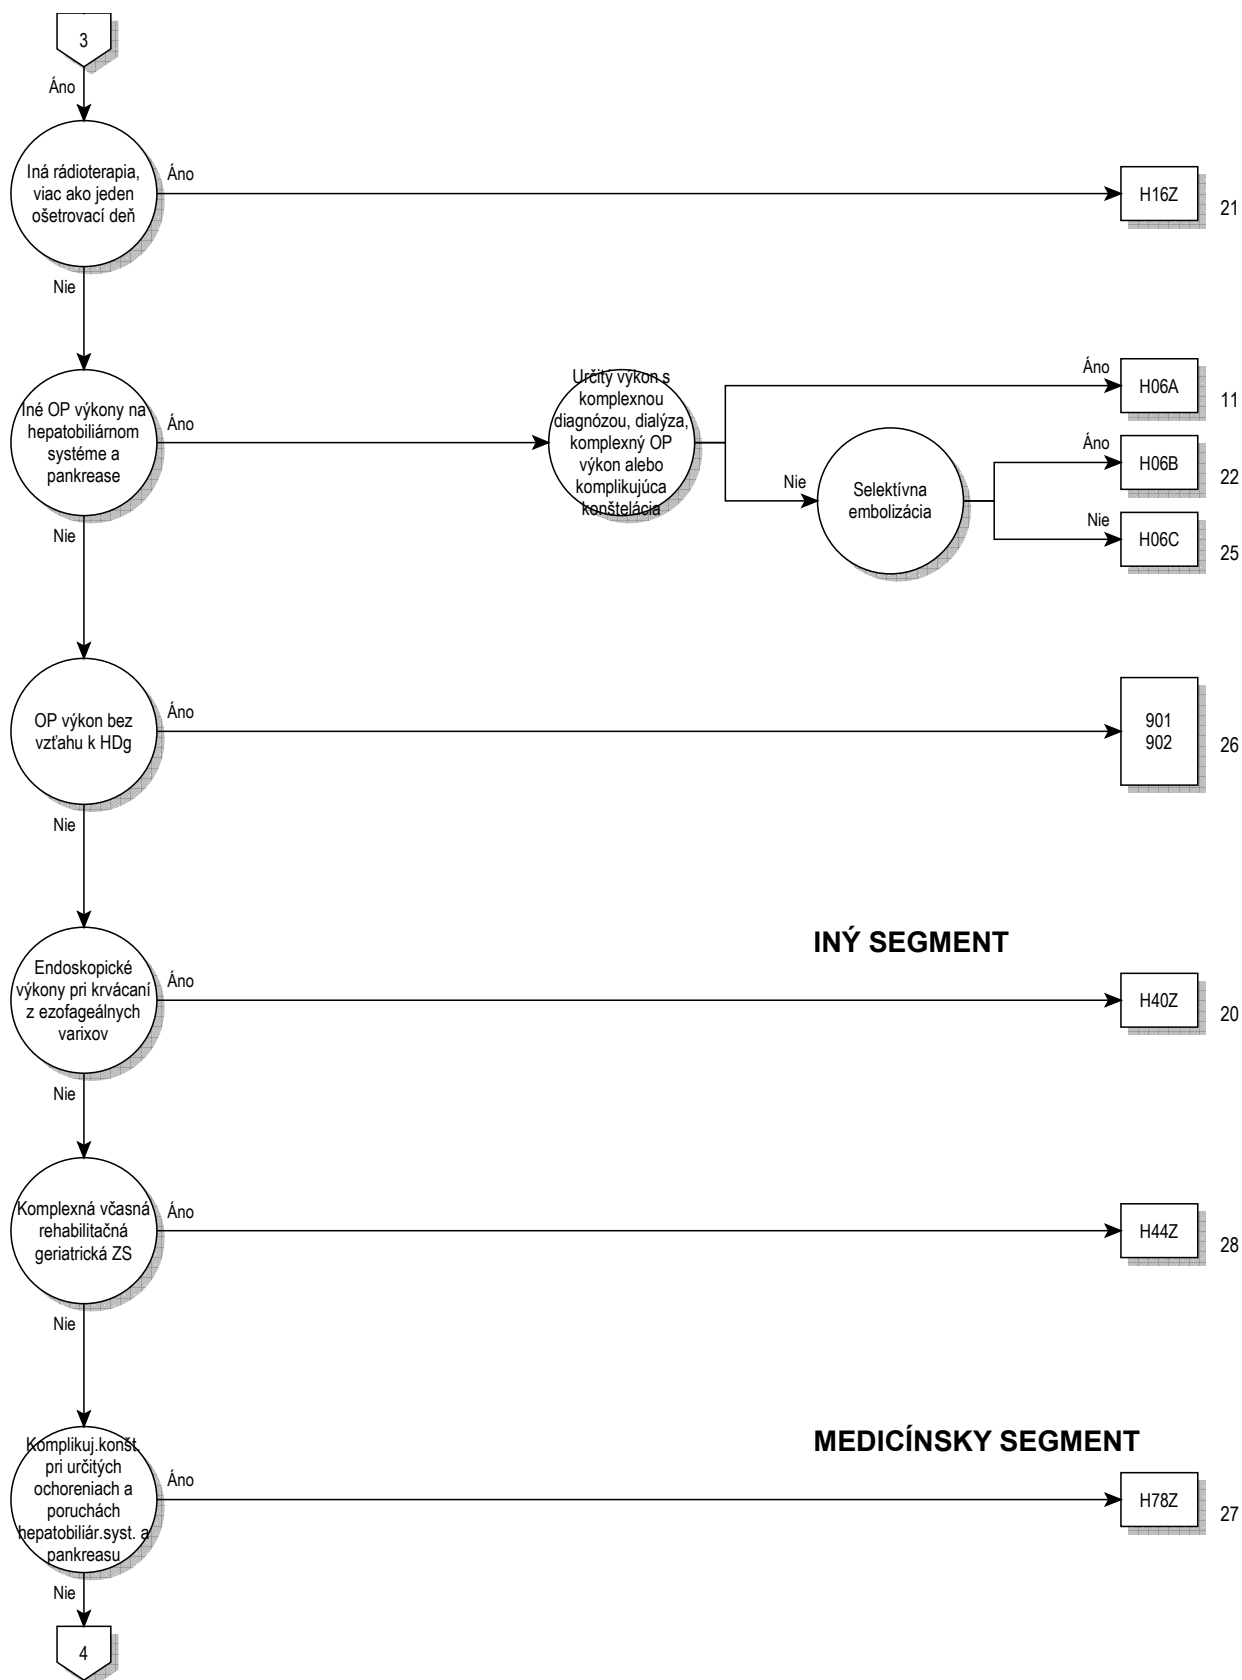 3
Áno
Iná rádioterapia,
viac ako jeden
ošetrovací deň
Áno
H16Z
21
Nie
Iné OP výkony na
hepatobiliárnom
systéme a
pankrease
Áno
Určitý výkon s
komplexnou
diagnózou, dialýza,
komplexný OP
výkon alebo
komplikujúca
konštelácia
Áno
H06A
11
Nie
Selektívna
embolizácia
Áno
H06B
22
Nie
H06C
25
Nie
OP výkon bez
vzťahu k HDg
Áno
901
902
26
Nie
INÝ SEGMENT
Endoskopické
výkony pri krvácaní
z ezofageálnych
varixov
Áno
H40Z
20
Nie
Komplexná včasná
rehabilitačná
geriatrická ZS
Áno
H44Z
28
Nie
MEDICÍNSKY SEGMENT
Komplikuj.konšt.
pri určitých
ochoreniach a
poruchách
hepatobiliár.syst. a
pankreasu
Áno
H78Z
27
Nie
4